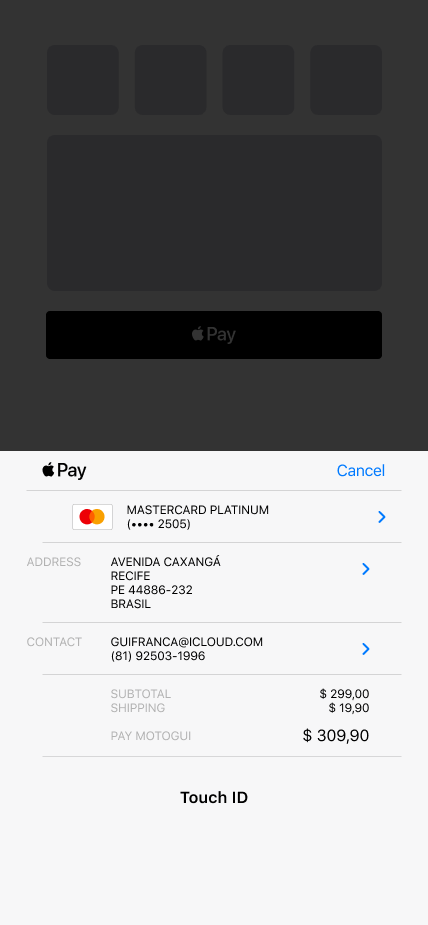 Pay
Pay
Cancel
MASTERCARD PLATINUM
(•••• 2505)
ADDRESS
AVENIDA CAXANGÁ
RECIFE
PE 44886-232
BRASIL
CONTACT
GUIFRANCA@ICLOUD.COM
(81) 92503-1996
SUBTOTAL $ 299,00
SHIPPING $ 19,90
PAY MOTOGUI $ 309,90
Touch ID